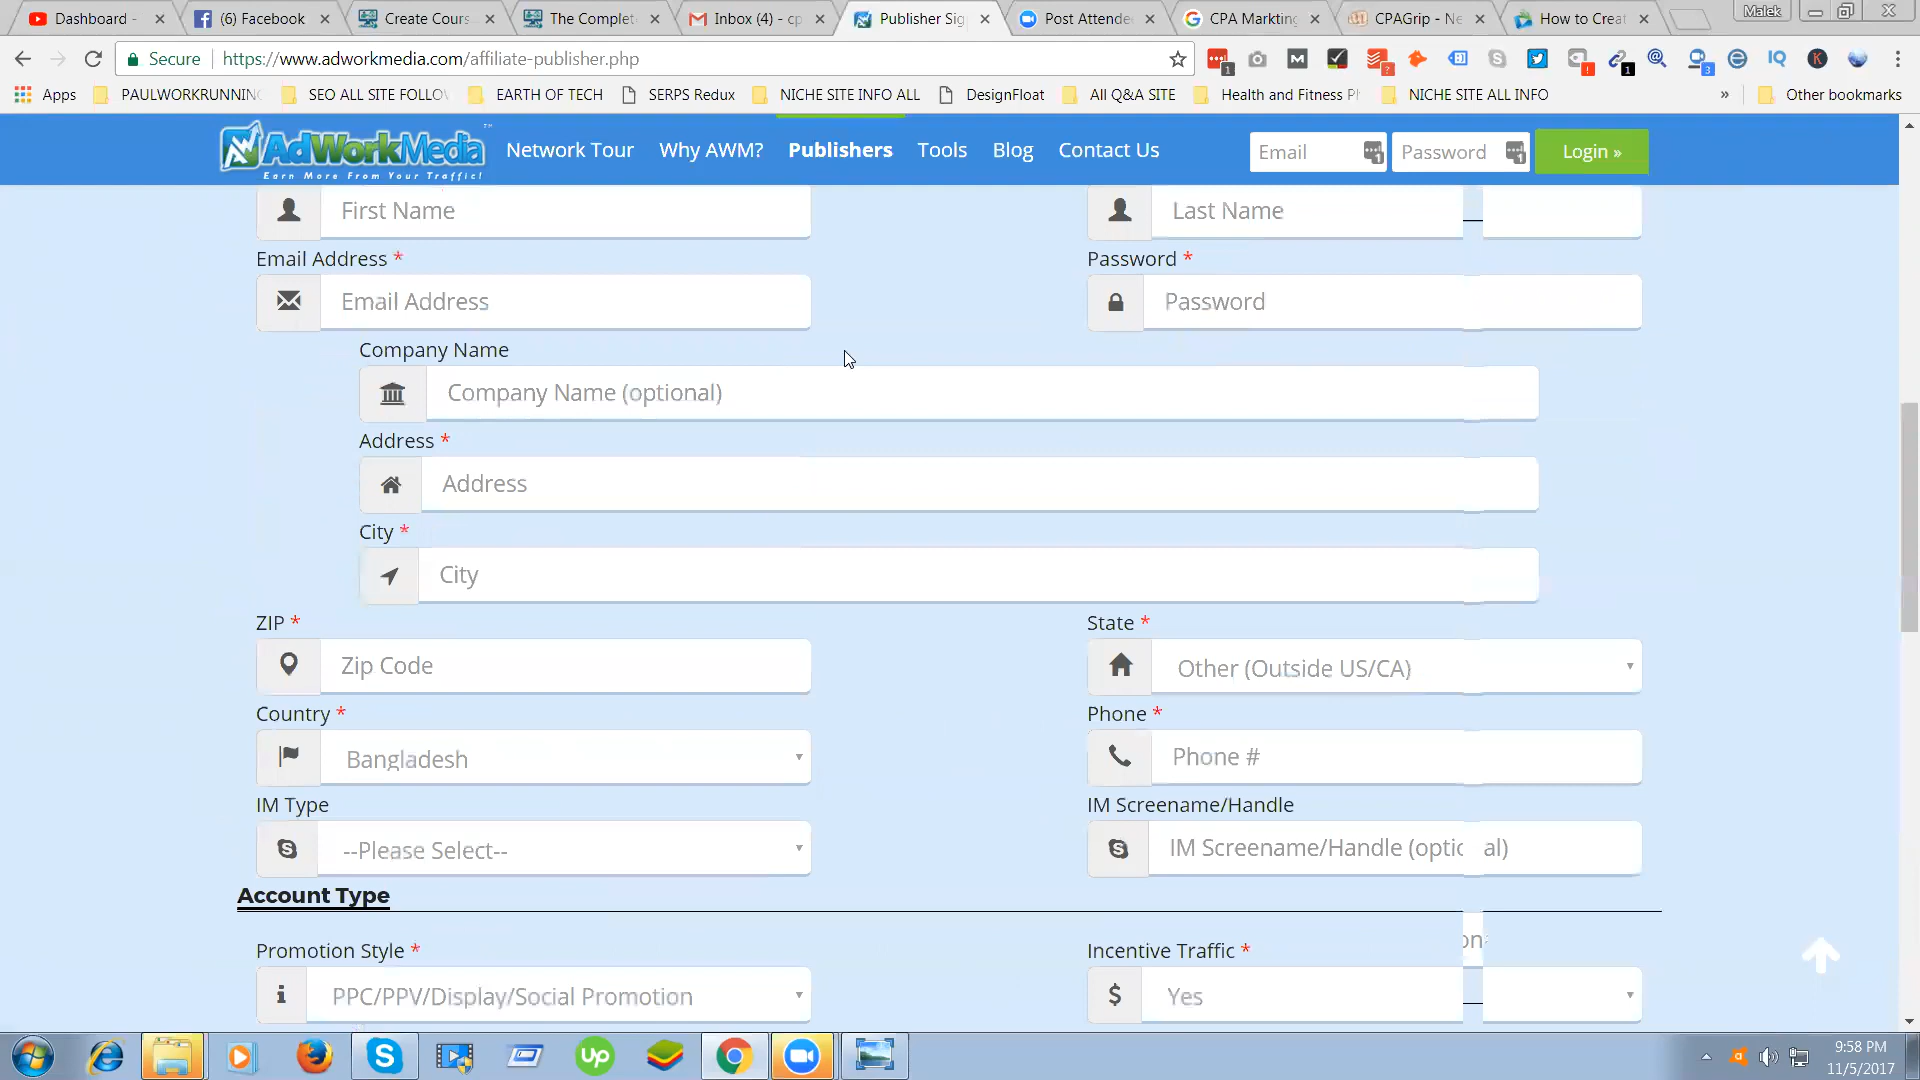 Dashboard -
(6) Facebook
Create Cours
The Complet
Inbox (4) - cp
Publisher Sig
Post Attende
CPA Markting
CPAGrip - Ne
How to Creat
Malek
Secure
https://www.adworkmedia.com/affiliate-publisher.php
Apps
PAULWORKRUNNING
SEO ALL SITE FOLLOW
EARTH OF TECH
SERPS Redux
NICHE SITE INFO ALL
DesignFloat
All Q&A SITE
Health and Fitness
NICHE SITE ALL INFO
»
Other bookmarks
AdWorkMedia™
Earn More From Your Traffic!
Network Tour
Why AWM?
Publishers
Tools
Blog
Contact Us
Email
Password
Login »
First Name
Last Name
Email Address *
Password *
Email Address
Password
Company Name
Company Name (optional)
Address *
Address
City *
City
ZIP *
State *
Zip Code
Other (Outside US/CA)
Country *
Phone *
Bangladesh
Phone #
IM Type
IM Screename/Handle
--Please Select--
IM Screename/Handle (optic al)
Account Type
Promotion Style *
Incentive Traffic *
PPC/PPV/Display/Social Promotion
Yes
9:58 PM
11/5/2017